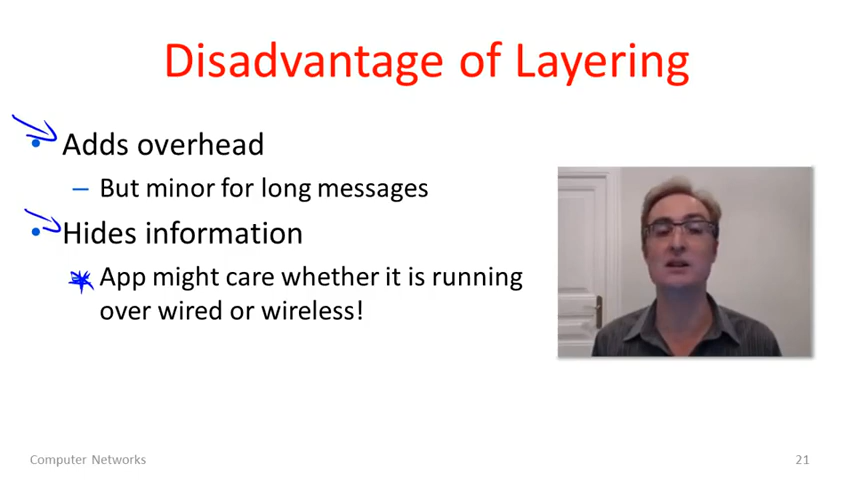 Disadvantage of Layering
• Adds overhead
– But minor for long messages
• Hides information
App might care whether it is running
over wired or wireless!
Computer Networks
21